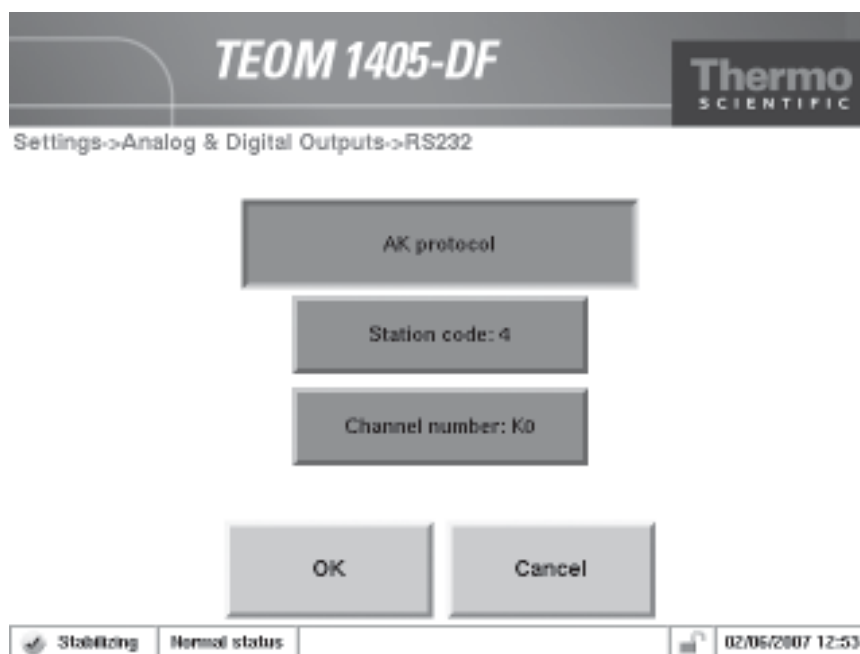 TEOM 1405-DF
Thermo
SCIENTIFIC
Settings->Analog & Digital Outputs->RS232
AK protocol
Station code: 4
Channel number: K0
OK
Cancel
Stabilizing
Normal status
02/06/2007 12:53